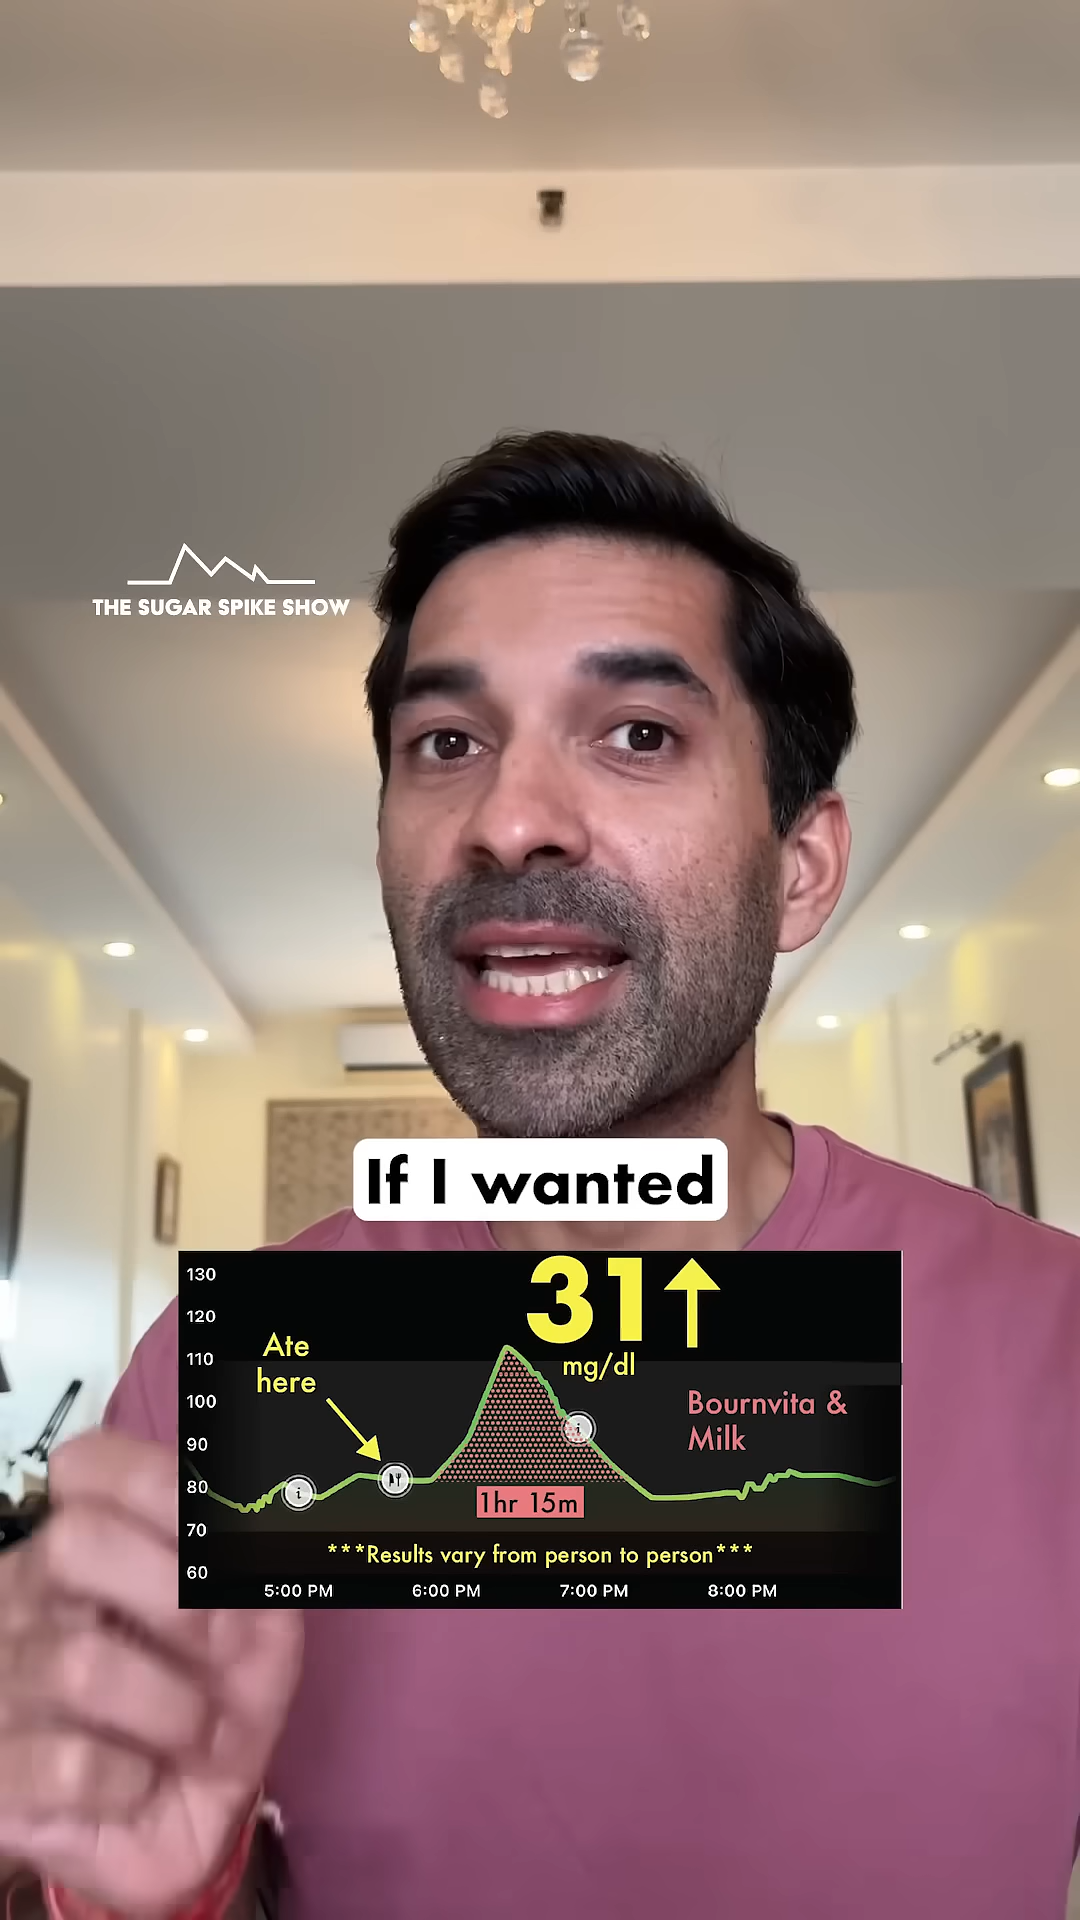 THE SUGAR SPIKE SHOW
If I wanted
130
120
110
100
90
80
70
60
31↑
mg/dl
Ate
here
Bournvita &
Milk
i
i
1hr 15m
***Results vary from person to person***
5:00 PM 6:00 PM 7:00 PM 8:00 PM